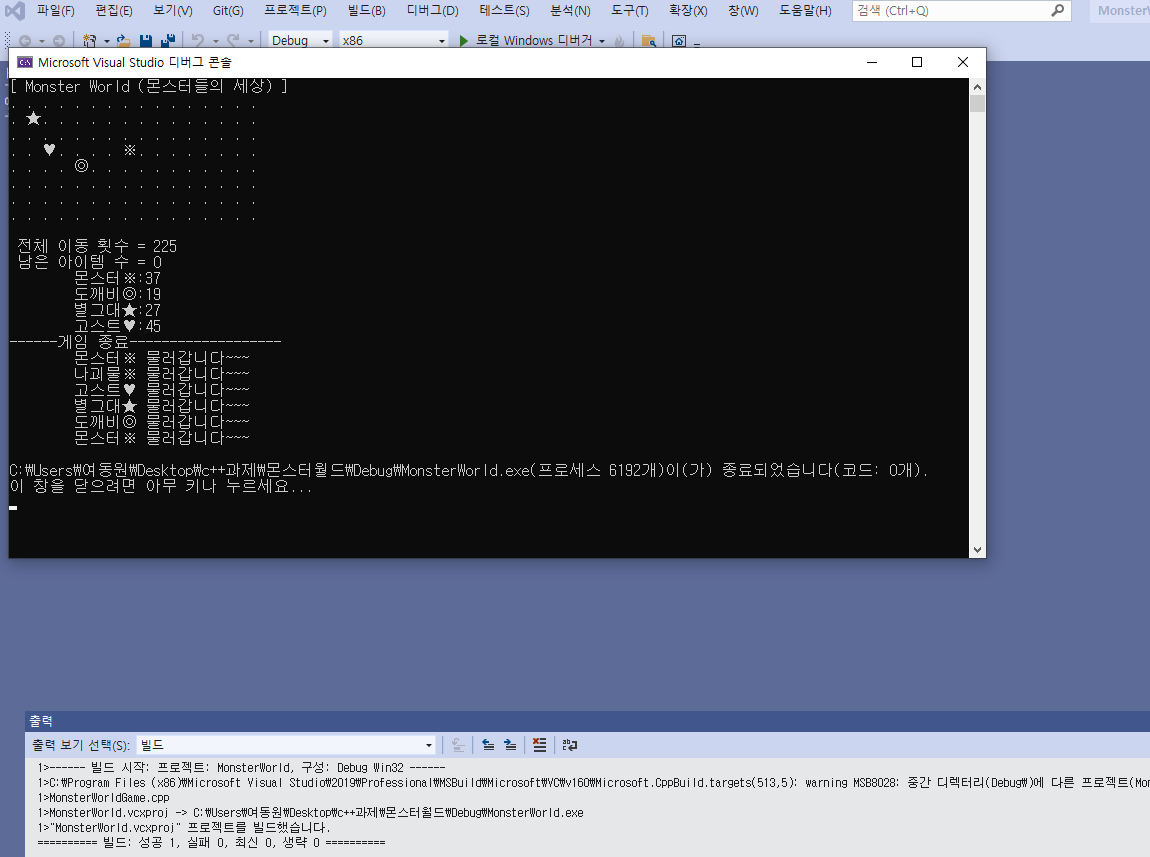 파일(F) 편집(E) 보기(V) Git(G) 프로젝트(P) 빌드(B) 디버그(D) 테스트(S) 분석(N) 도구(T) 확장(X) 창(W) 도움말(H) 검색 (Ctrl+Q) MonsterW
Debug x86 로컬 Windows 디버거
Microsoft Visual Studio 디버그 콘솔
[ Monster World (몬스터들의 세상) ]
. . . . . . . . . . . . . . . .
. ★. . . . . . . . . . . . . .
. . . . . . . . . . . . . . . .
. . ♥. . . . ※. . . . . . . .
. . . . ◎. . . . . . . . . . .
. . . . . . . . . . . . . . . .
. . . . . . . . . . . . . . . .
. . . . . . . . . . . . . . . .
전체 이동 횟수 = 225
남은 아이템 수 = 0
몬스터※:37
도깨비◎:19
별그대★:27
고스트♥:45
------게임 종료-------------------
몬스터※ 물러갑니다~~~
나괴물※ 물러갑니다~~~
고스트♥ 물러갑니다~~~
별그대★ 물러갑니다~~~
도깨비◎ 물러갑니다~~~
몬스터※ 물러갑니다~~~
C:\Users\여동원\Desktop\c++과제\몬스터월드\Debug\MonsterWorld.exe(프로세스 6192개)이(가) 종료되었습니다(코드: 0개).
이 창을 닫으려면 아무 키나 누르세요...
출력
출력 보기 선택(S): 빌드
1>------ 빌드 시작: 프로젝트: MonsterWorld, 구성: Debug Win32 ------
1>C:\Program Files (x86)\Microsoft Visual Studio\2019\Professional\MSBuild\Microsoft\VC\v160\Microsoft.CppBuild.targets(513,5): warning MSB8028: 중간 디렉터리(Debug\)에 다른 프로젝트(Mon
1>MonsterWorldGame.cpp
1>MonsterWorld.vcxproj -> C:\Users\여동원\Desktop\c++과제\몬스터월드\Debug\MonsterWorld.exe
1>"MonsterWorld.vcxproj" 프로젝트를 빌드했습니다.
========== 빌드: 성공 1, 실패 0, 최신 0, 생략 0 ==========